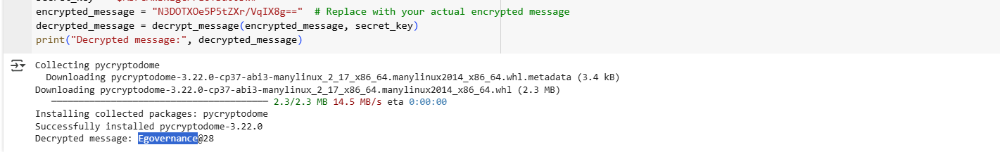 encrypted_message = "N3DOTXOe5P5tZXr/VqIX8g==" # Replace with your actual encrypted message
decrypted_message = decrypt_message(encrypted_message, secret_key)
print("Decrypted message:", decrypted_message)
Collecting pycryptodome
Downloading pycryptodome-3.22.0-cp37-abi3-manylinux_2_17_x86_64.manylinux2014_x86_64.whl.metadata (3.4 kB)
Downloading pycryptodome-3.22.0-cp37-abi3-manylinux_2_17_x86_64.manylinux2014_x86_64.whl (2.3 MB)
2.3/2.3 MB 14.5 MB/s eta 0:00:00
Installing collected packages: pycryptodome
Successfully installed pycryptodome-3.22.0
Decrypted message: Egovernance@28